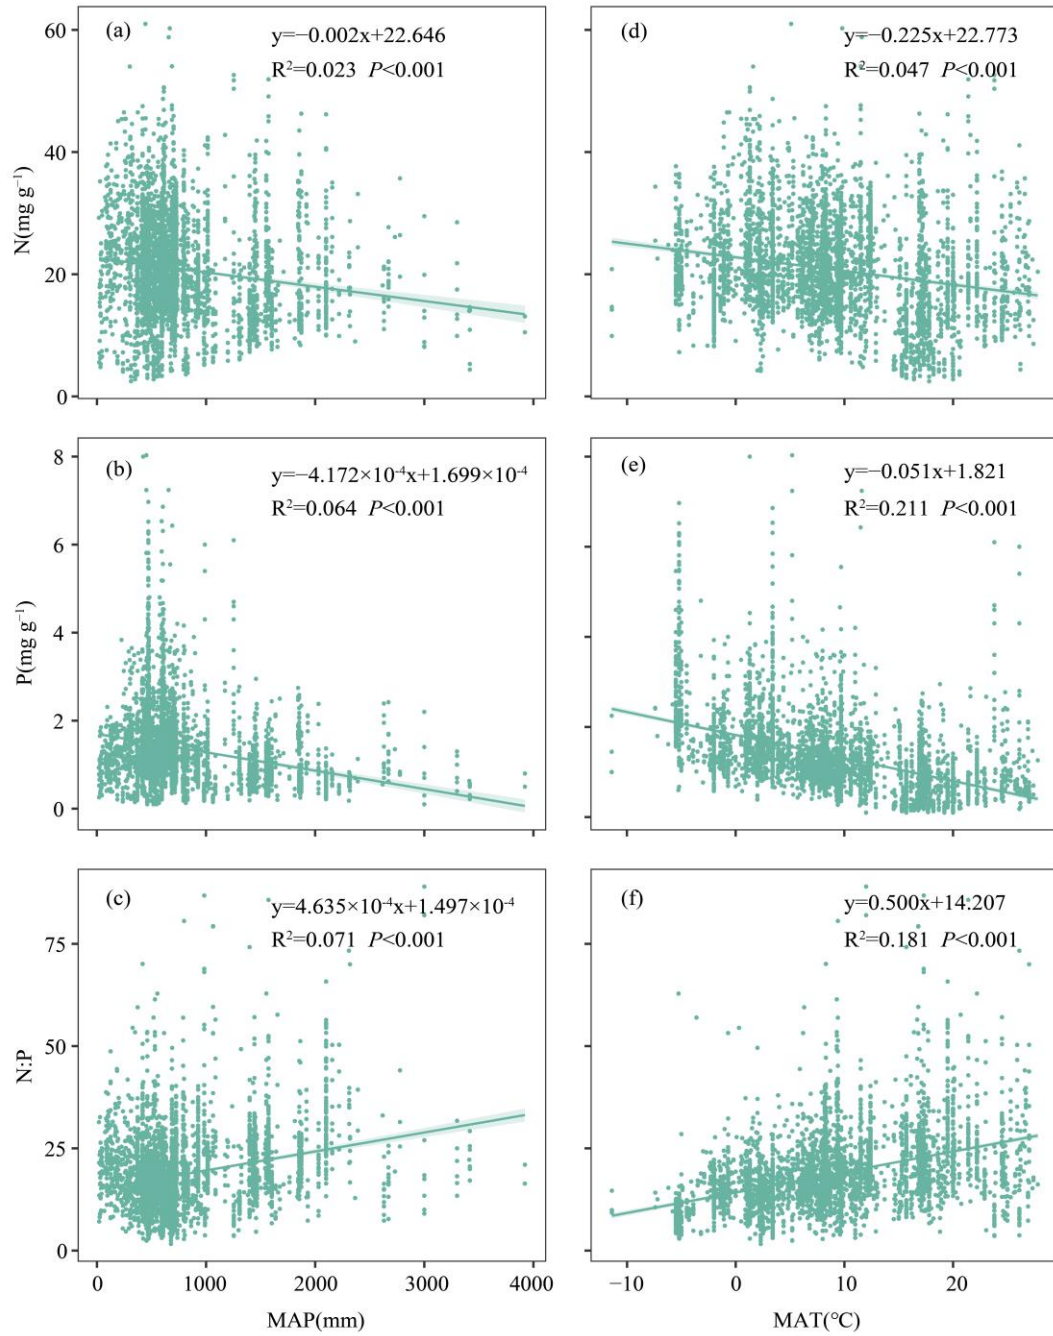 (a)
y=−0.002x+22.646
R²=0.023 P<0.001
60
40
20
0
N(mg g⁻¹)
(d)
y=−0.225x+22.773
R²=0.047 P<0.001
(b)
y=−4.172×10⁻⁴x+1.699×10⁻⁴
R²=0.064 P<0.001
8
6
4
2
0
P(mg g⁻¹)
(e)
y=−0.051x+1.821
R²=0.211 P<0.001
(c)
y=4.635×10⁻⁴x+1.497×10⁻⁴
R²=0.071 P<0.001
75
50
25
0
N:P
0 1000 2000 3000 4000
MAP(mm)
(f)
y=0.500x+14.207
R²=0.181 P<0.001
−10 0 10 20
MAT(°C)